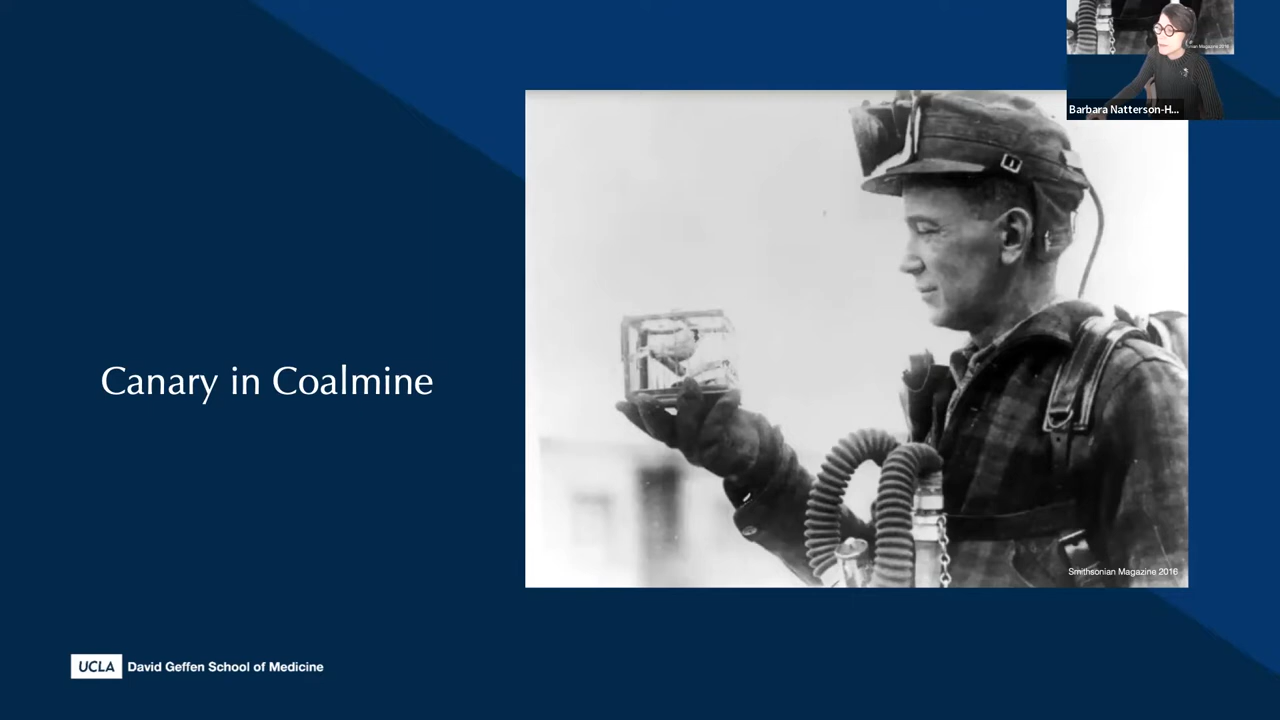 Barbara Natterson-H...
Canary in Coalmine
Smithsonian Magazine 2016
UCLA David Geffen School of Medicine